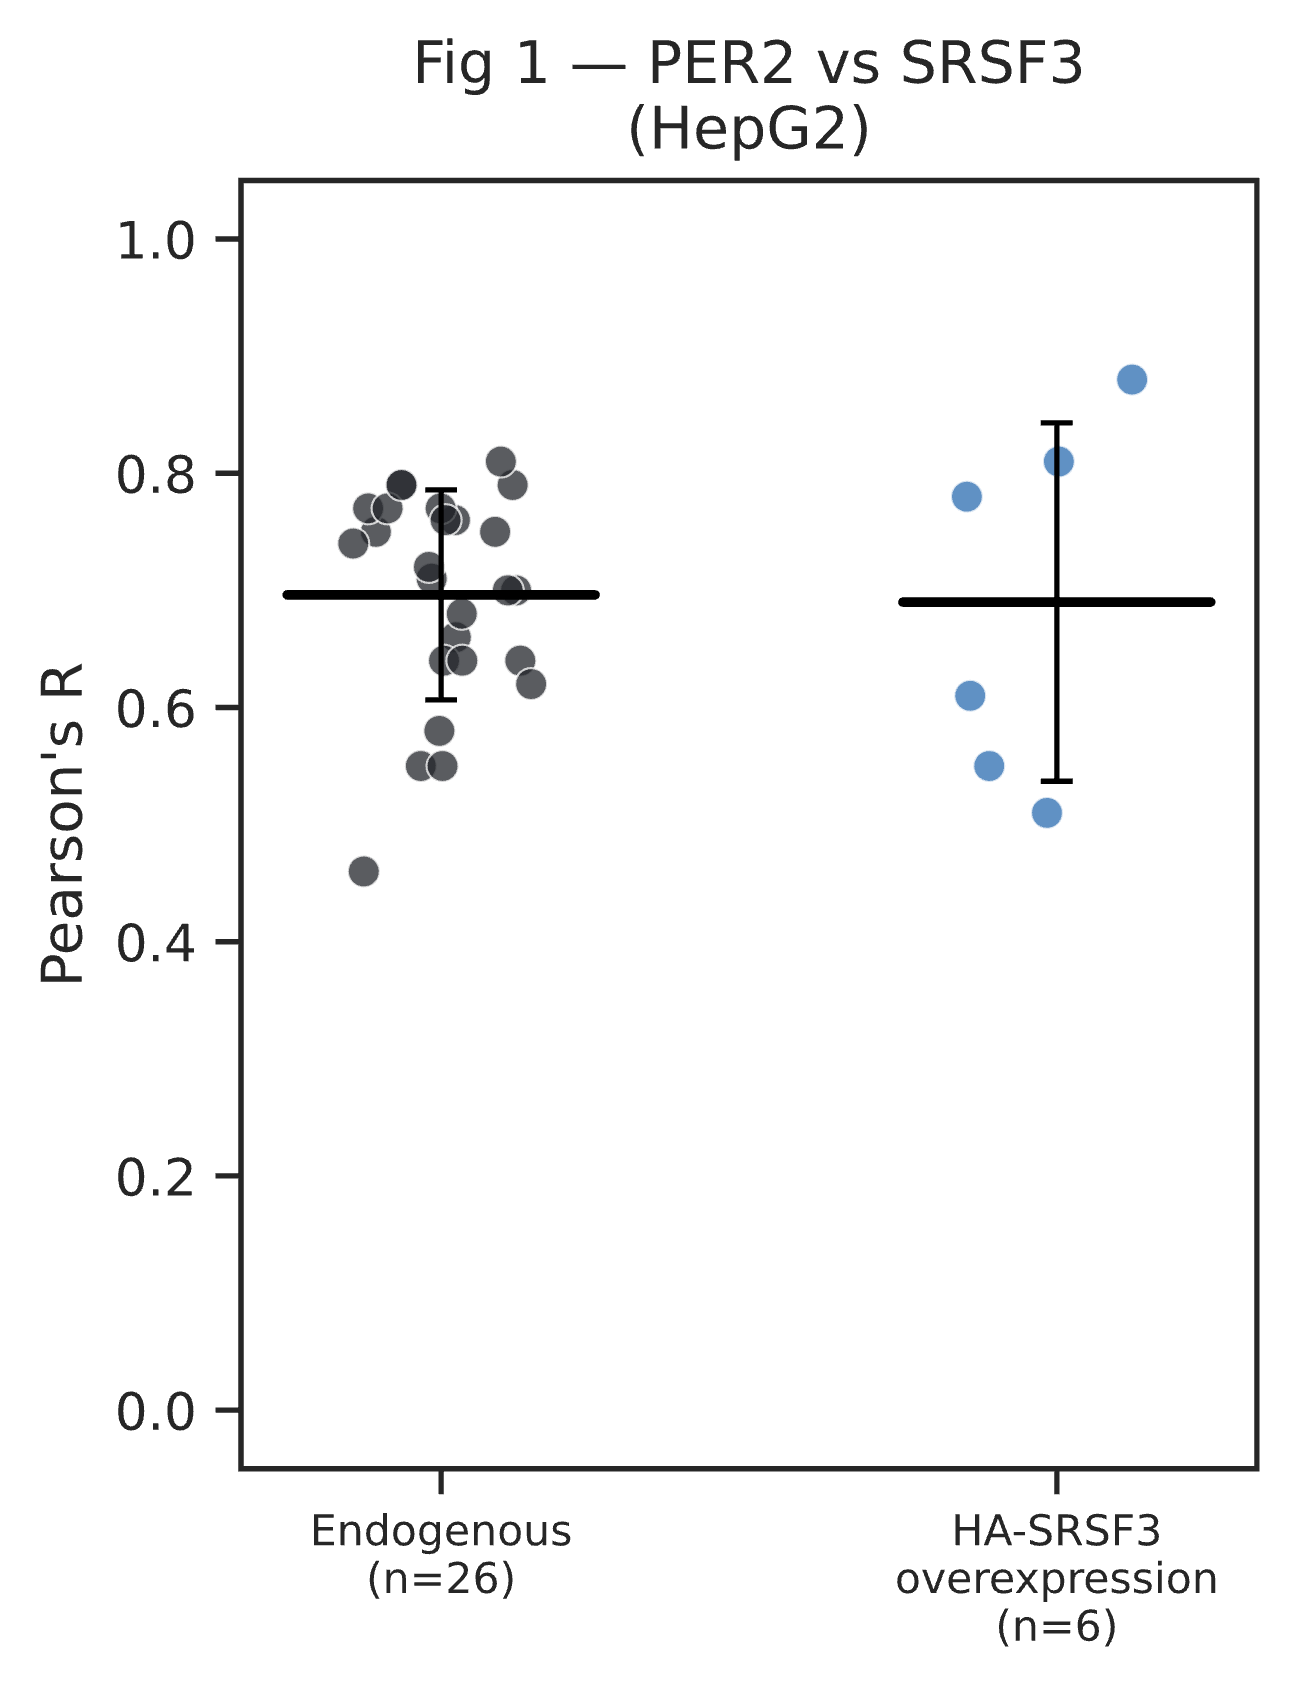 Fig 1 — PER2 vs SRSF3
(HepG2)
Pearson's R
1.0
0.8
0.6
0.4
0.2
0.0
Endogenous
(n=26)
HA-SRSF3
overexpression
(n=6)